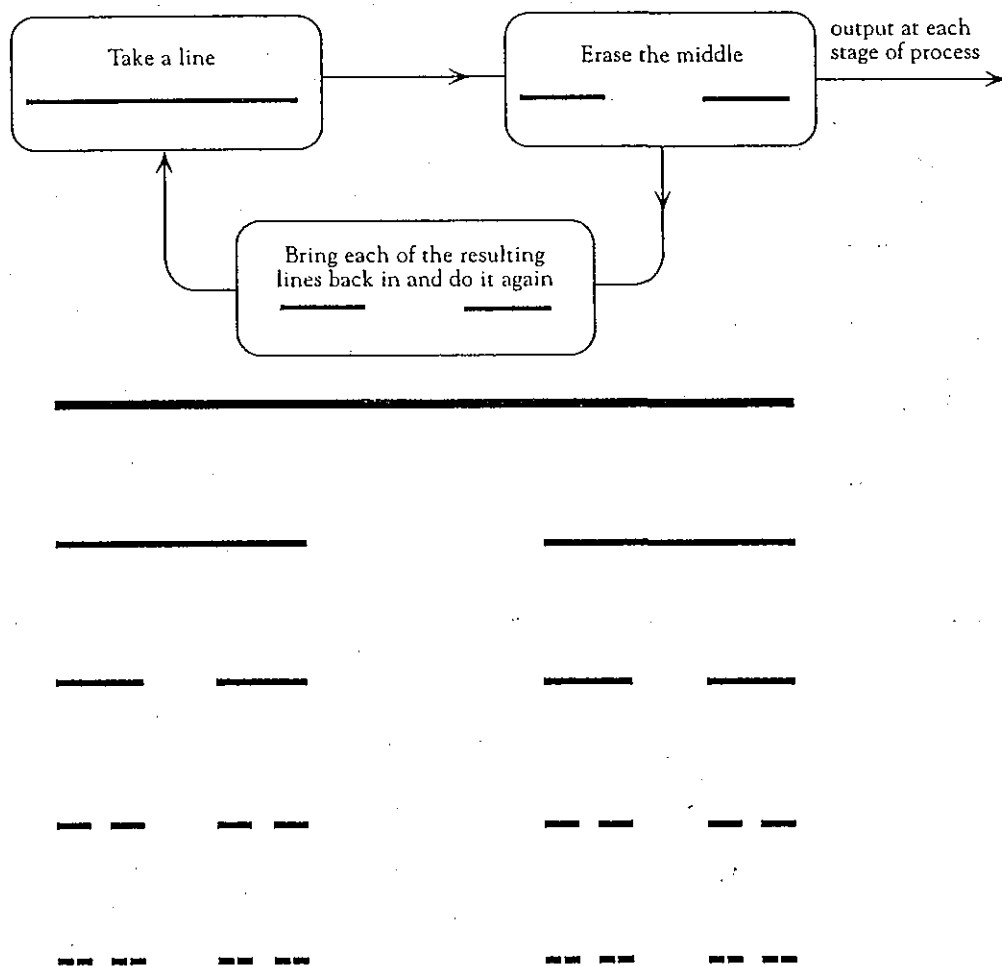 Take a line
Erase the middle
output at each
stage of process
Bring each of the resulting
lines back in and do it again